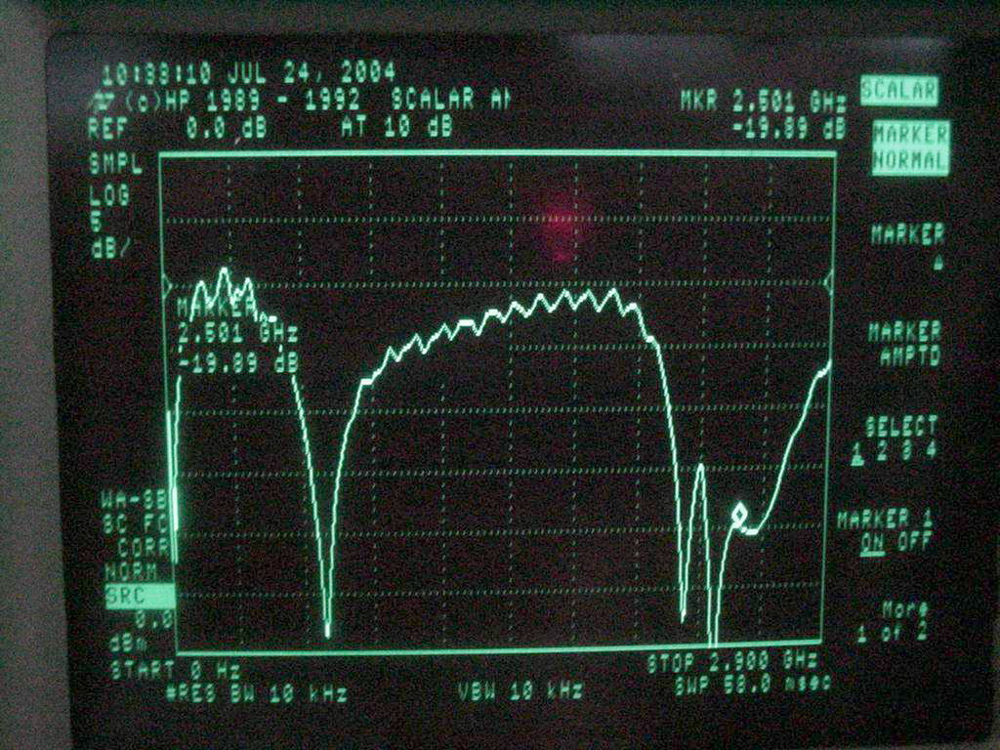 10:33:10 JUL 24, 2004
(c)HP 1989 - 1992 SCALAR AN
MKR 2.501 GHz
REF 0.0 dB AT 10 dB
-19.89 dB
SCALAR
MARKER
NORMAL
SMPL
LOG
5
dB/
MARKER
Δ
MARKER
2.501 GHz
-19.89 dB
MARKER
AMPTD
SELECT
1 2 3 4
WA-SB
SC FC
CORR
NORM
MARKER 1
ON OFF
SRC
0.0
dBm
More
1 of 2
START 0 Hz
STOP 2.900 GHz
#RES BW 10 kHz
VBW 10 kHz
SWP 58.0 msec